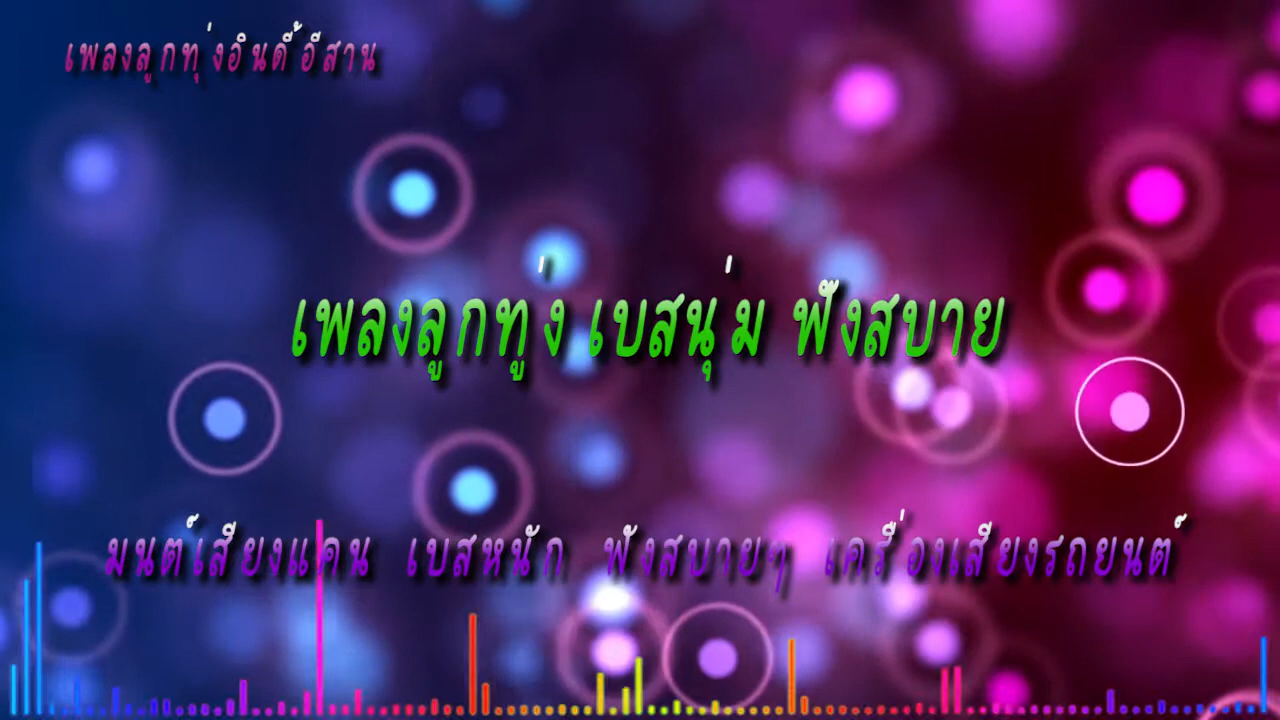 เพลงลูกทุ่งอินดี้อีสาน
เพลงลูกทู่ง เบสนุ่ม ฟังสบาย
มนต์เสียงแคน เบสหนัก ฟังสบายๆ เครื่องเสียงรถยนต์